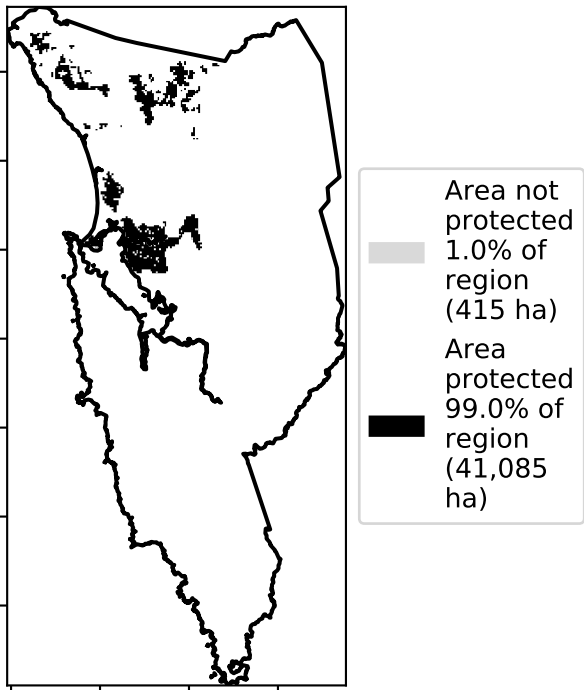 Area not
protected
1.0% of
region
(415 ha)
Area
protected
99.0% of
region
(41,085
ha)